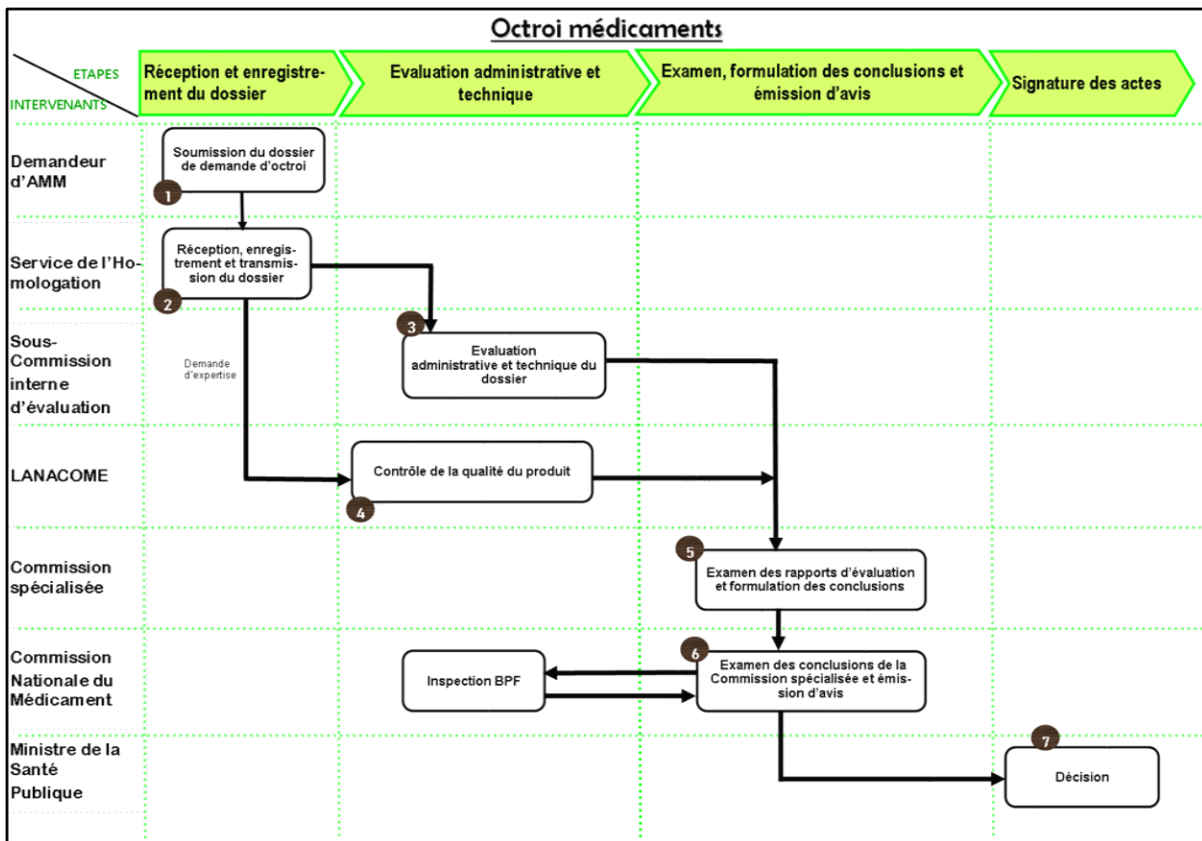 Octroi médicaments
ETAPES
INTERVENANTS
Réception et enregistre-
ment du dossier
Evaluation administrative et
technique
Examen, formulation des conclusions et
émission d’avis
Signature des actes
Demandeur
d’AMM
Soumission du dossier
de demande d’octroi
1
Service de l’Ho-
mologation
Réception, enregis-
trement et transmis-
sion du dossier
2
Sous-
Commission
interne
d’évaluation
Demande
d'expertise
3
Evaluation
administrative et technique du
dossier
LANACOME
Contrôle de la qualité du produit
4
Commission
spécialisée
5
Examen des rapports d’évaluation
et formulation des conclusions
Commission
Nationale du
Médicament
Inspection BPF
6
Examen des conclusions de la
Commission spécialisée et émis-
sion d’avis
Ministre de la
Santé
Publique
7
Décision